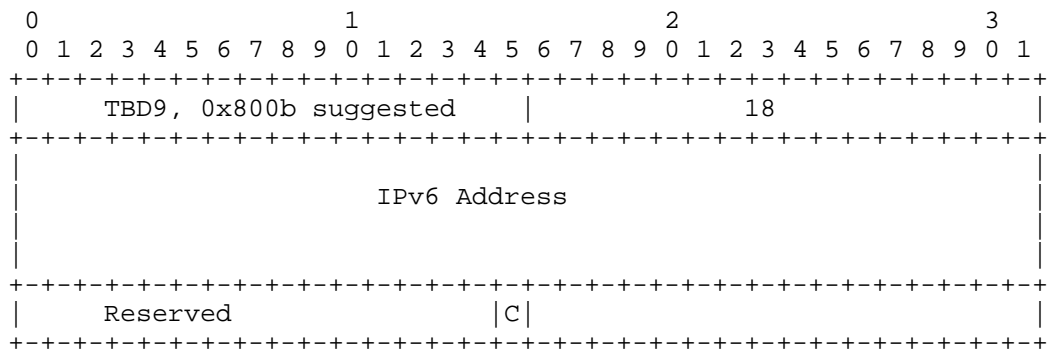 0                   1                   2                   3
 0 1 2 3 4 5 6 7 8 9 0 1 2 3 4 5 6 7 8 9 0 1 2 3 4 5 6 7 8 9 0 1
+-+-+-+-+-+-+-+-+-+-+-+-+-+-+-+-+-+-+-+-+-+-+-+-+-+-+-+-+-+-+-+-+
|     TBD9, 0x800b suggested    |             18                |
+-+-+-+-+-+-+-+-+-+-+-+-+-+-+-+-+-+-+-+-+-+-+-+-+-+-+-+-+-+-+-+-+
|                                                               |
|                      IPv6 Address                             |
|                                                               |
|                                                               |
+-+-+-+-+-+-+-+-+-+-+-+-+-+-+-+-+-+-+-+-+-+-+-+-+-+-+-+-+-+-+-+-+
|     Reserved                |C|                               |
+-+-+-+-+-+-+-+-+-+-+-+-+-+-+-+-+-+-+-+-+-+-+-+-+-+-+-+-+-+-+-+-+